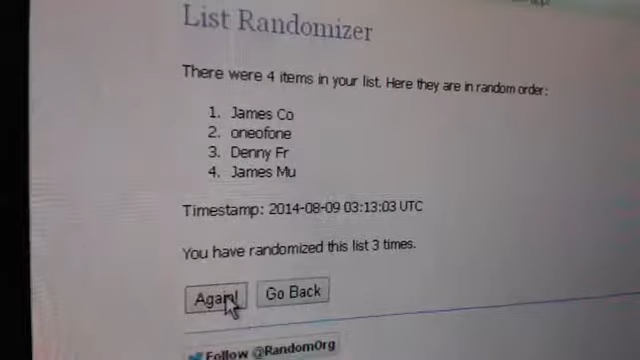 List Randomizer
There were 4 items in your list. Here they are in random order:
1. James Co
2. oneofone
3. Denny Fr
4. James Mu
Timestamp: 2014-08-09 03:13:03 UTC
You have randomized this list 3 times.
Again! Go Back
Follow @RandomOrg